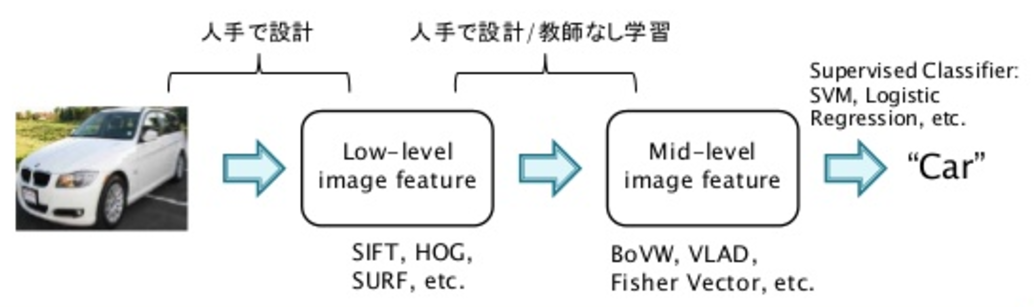 人手で設計
人手で設計/教師なし学習
Supervised Classifier:
SVM, Logistic
Regression, etc.
Low-level
image feature
Mid-level
image feature
“Car”
SIFT, HOG,
SURF, etc.
BoVW, VLAD,
Fisher Vector, etc.